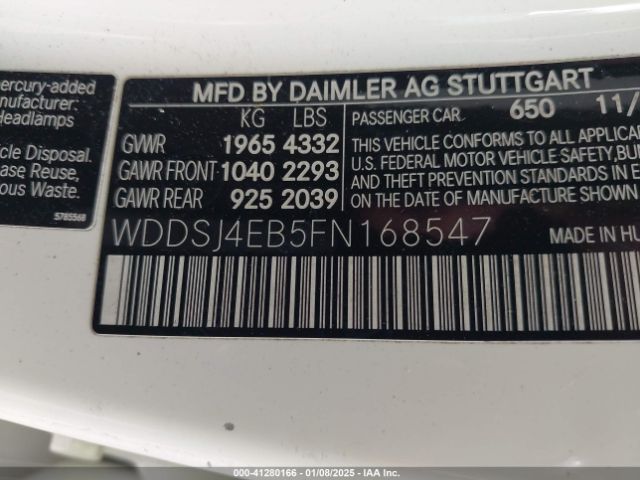 ercury-added
anufacturer:
Headlamps
cle Disposal.
ease Reuse,
ous Waste.
5785568
MFD BY DAIMLER AG STUTTGART
KG LBS
GVWR 1965 4332
GAWR FRONT 1040 2293
GAWR REAR 925 2039
PASSENGER CAR 650 11/
THIS VEHICLE CONFORMS TO ALL APPLICA
U.S. FEDERAL MOTOR VEHICLE SAFETY, BU
AND THEFT PREVENTION STANDARDS IN E
ON THE DATE OF MANUFACTURE SHOWN
WDDSJ4EB5FN168547
MADE IN HU
000-41280166 - 01/08/2025 - IAA Inc.